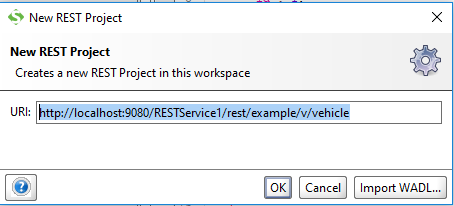 New REST Project
New REST Project
Creates a new REST Project in this workspace
URI: http://localhost:9080/RESTService1/rest/example/v/vehicle
? OK Cancel Import WADL...